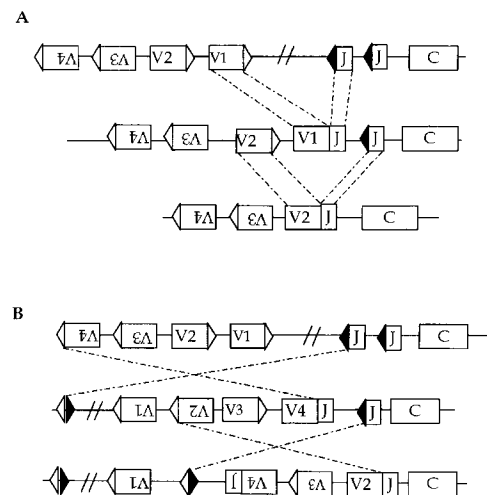 A
V4 V3 V2 V1 J J C
V4 V3 V2 V1 J J C
V4 V3 V2 J C
B
V4 V3 V2 V1 J J C
V1 V2 V3 V4 J J C
V1 J V4 V3 V2 J C